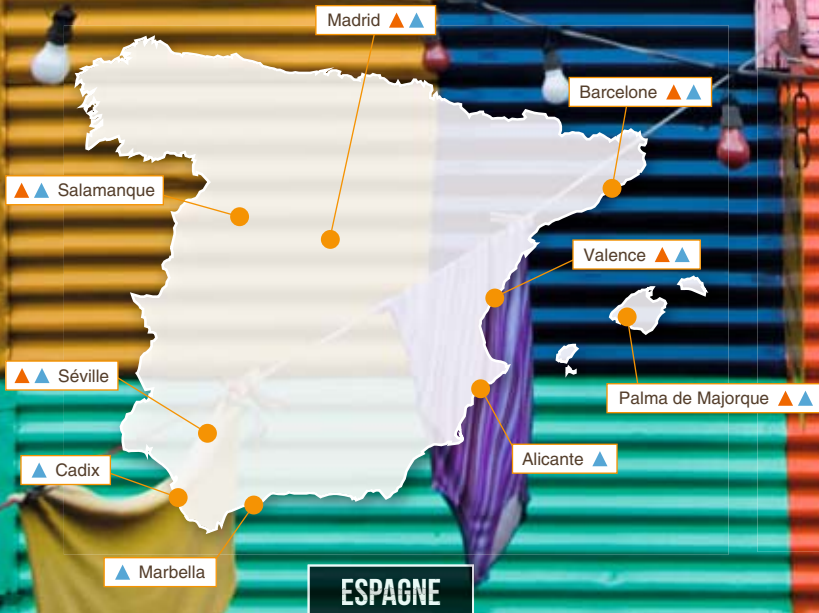 Madrid
Barcelone
Salamanque
Valence
Séville
Palma de Majorque
Cadix
Alicante
Marbella
ESPAGNE